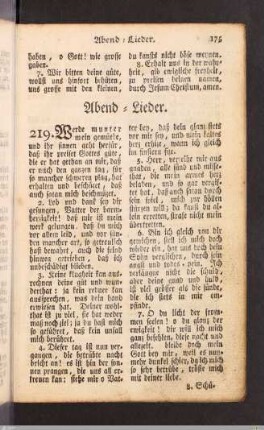 Abend-Lieder. 175
haben, o Gott! wie grosse
gaben.
7. Wir bitten deine güte,
wollst uns hinfort behüten,
uns grosse mit den kleinen,
du kanst's nicht böse meynen.
8. Erhalt uns in der wahr-
heit, gib ewigliche freyheit,
zu preisen deinen namen,
durch Jesum Christum, amen.
Abend-Lieder.
219. Werde munter
mein gemüthe,
und ihr sinnen geht herfür,
daß ihr preiset Gottes güte,
die er hat gethan an mir, daß
er mich den ganzen tag, für
so mancher schweren plag, hat
erhalten und beschützet, daß
mich satan nicht beschmitzet.
2. Lob und dank sey dir
gesungen, Vatter der barm-
herzigkeit! daß mir ist mein
werk gelungen, daß du mich
vor allem leid, und vor sün-
den mancher art, so getreulich
hast bewahrt, auch die feind
hinweg getrieben, daß ich
unbeschädigt blieben.
3. Keine klugheit kan aus-
rechnen deine güt und wun-
derthat: ja kein redner kan
aussprechen, was dein hand
erwiesen hat. Deiner wohl-
that ist zu viel; sie hat weder
maaß noch ziel; ja du hast mich
so geführet, daß kein unfall
mich berühret.
4. Dieser tag ist nun ver-
gangen, die betrübte nacht
bricht an! es ist hin der son-
nen prangen, die uns all er-
freuen kan: stehe mir o Vat-
ter bey, daß dein glanz stets
vor mir sey, und mein kaltes
herz erhitz, wann ich gleich
im finstern sitz.
5. Herr, verzeihe mir aus
gnaden, alle sünd und misse-
that, die mein armes herz
beladen, und so gar vergif-
tet hat, daß auch satan durch
sein spiel mich zur höllen
stürzen will; da kanst du al-
lein erretten, strafe nicht mein
übertretten.
6. Bin ich gleich von dir
gewichen, stell ich mich doch
wieder ein, hat uns doch dein
Sohn verglichen, durch sein
angst und todes-pein. Ich
verläugne nicht die schuld,
aber deine gnad und huld
ist viel grösser als die sünde,
die ich stets in mir em-
pfinde.
7. O du licht der from-
men seelen! o du glanz der
ewigkeit! dir will ich mich
ganz befehlen, diese nacht und
allezeit: bleibe doch mein
Gott bey mir, weil es nun-
mehr dunkel schier, da ich mich
so sehr betrübe, tröste mich
mit deiner liebe.
8. Schü-